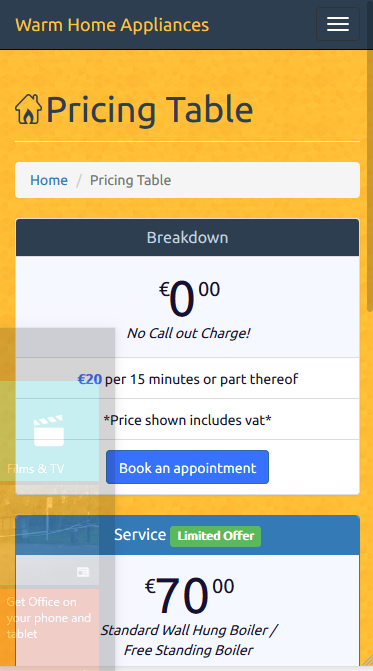 Warm Home Appliances
Pricing Table
Home / Pricing Table
Breakdown
€0 00
No Call out Charge!
€20 per 15 minutes or part thereof
*Price shown includes vat*
Book an appointment
Films & TV
Service Limited Offer
€70 00
Get Office on
your phone and
tablet
Standard Wall Hung Boiler /
Free Standing Boiler